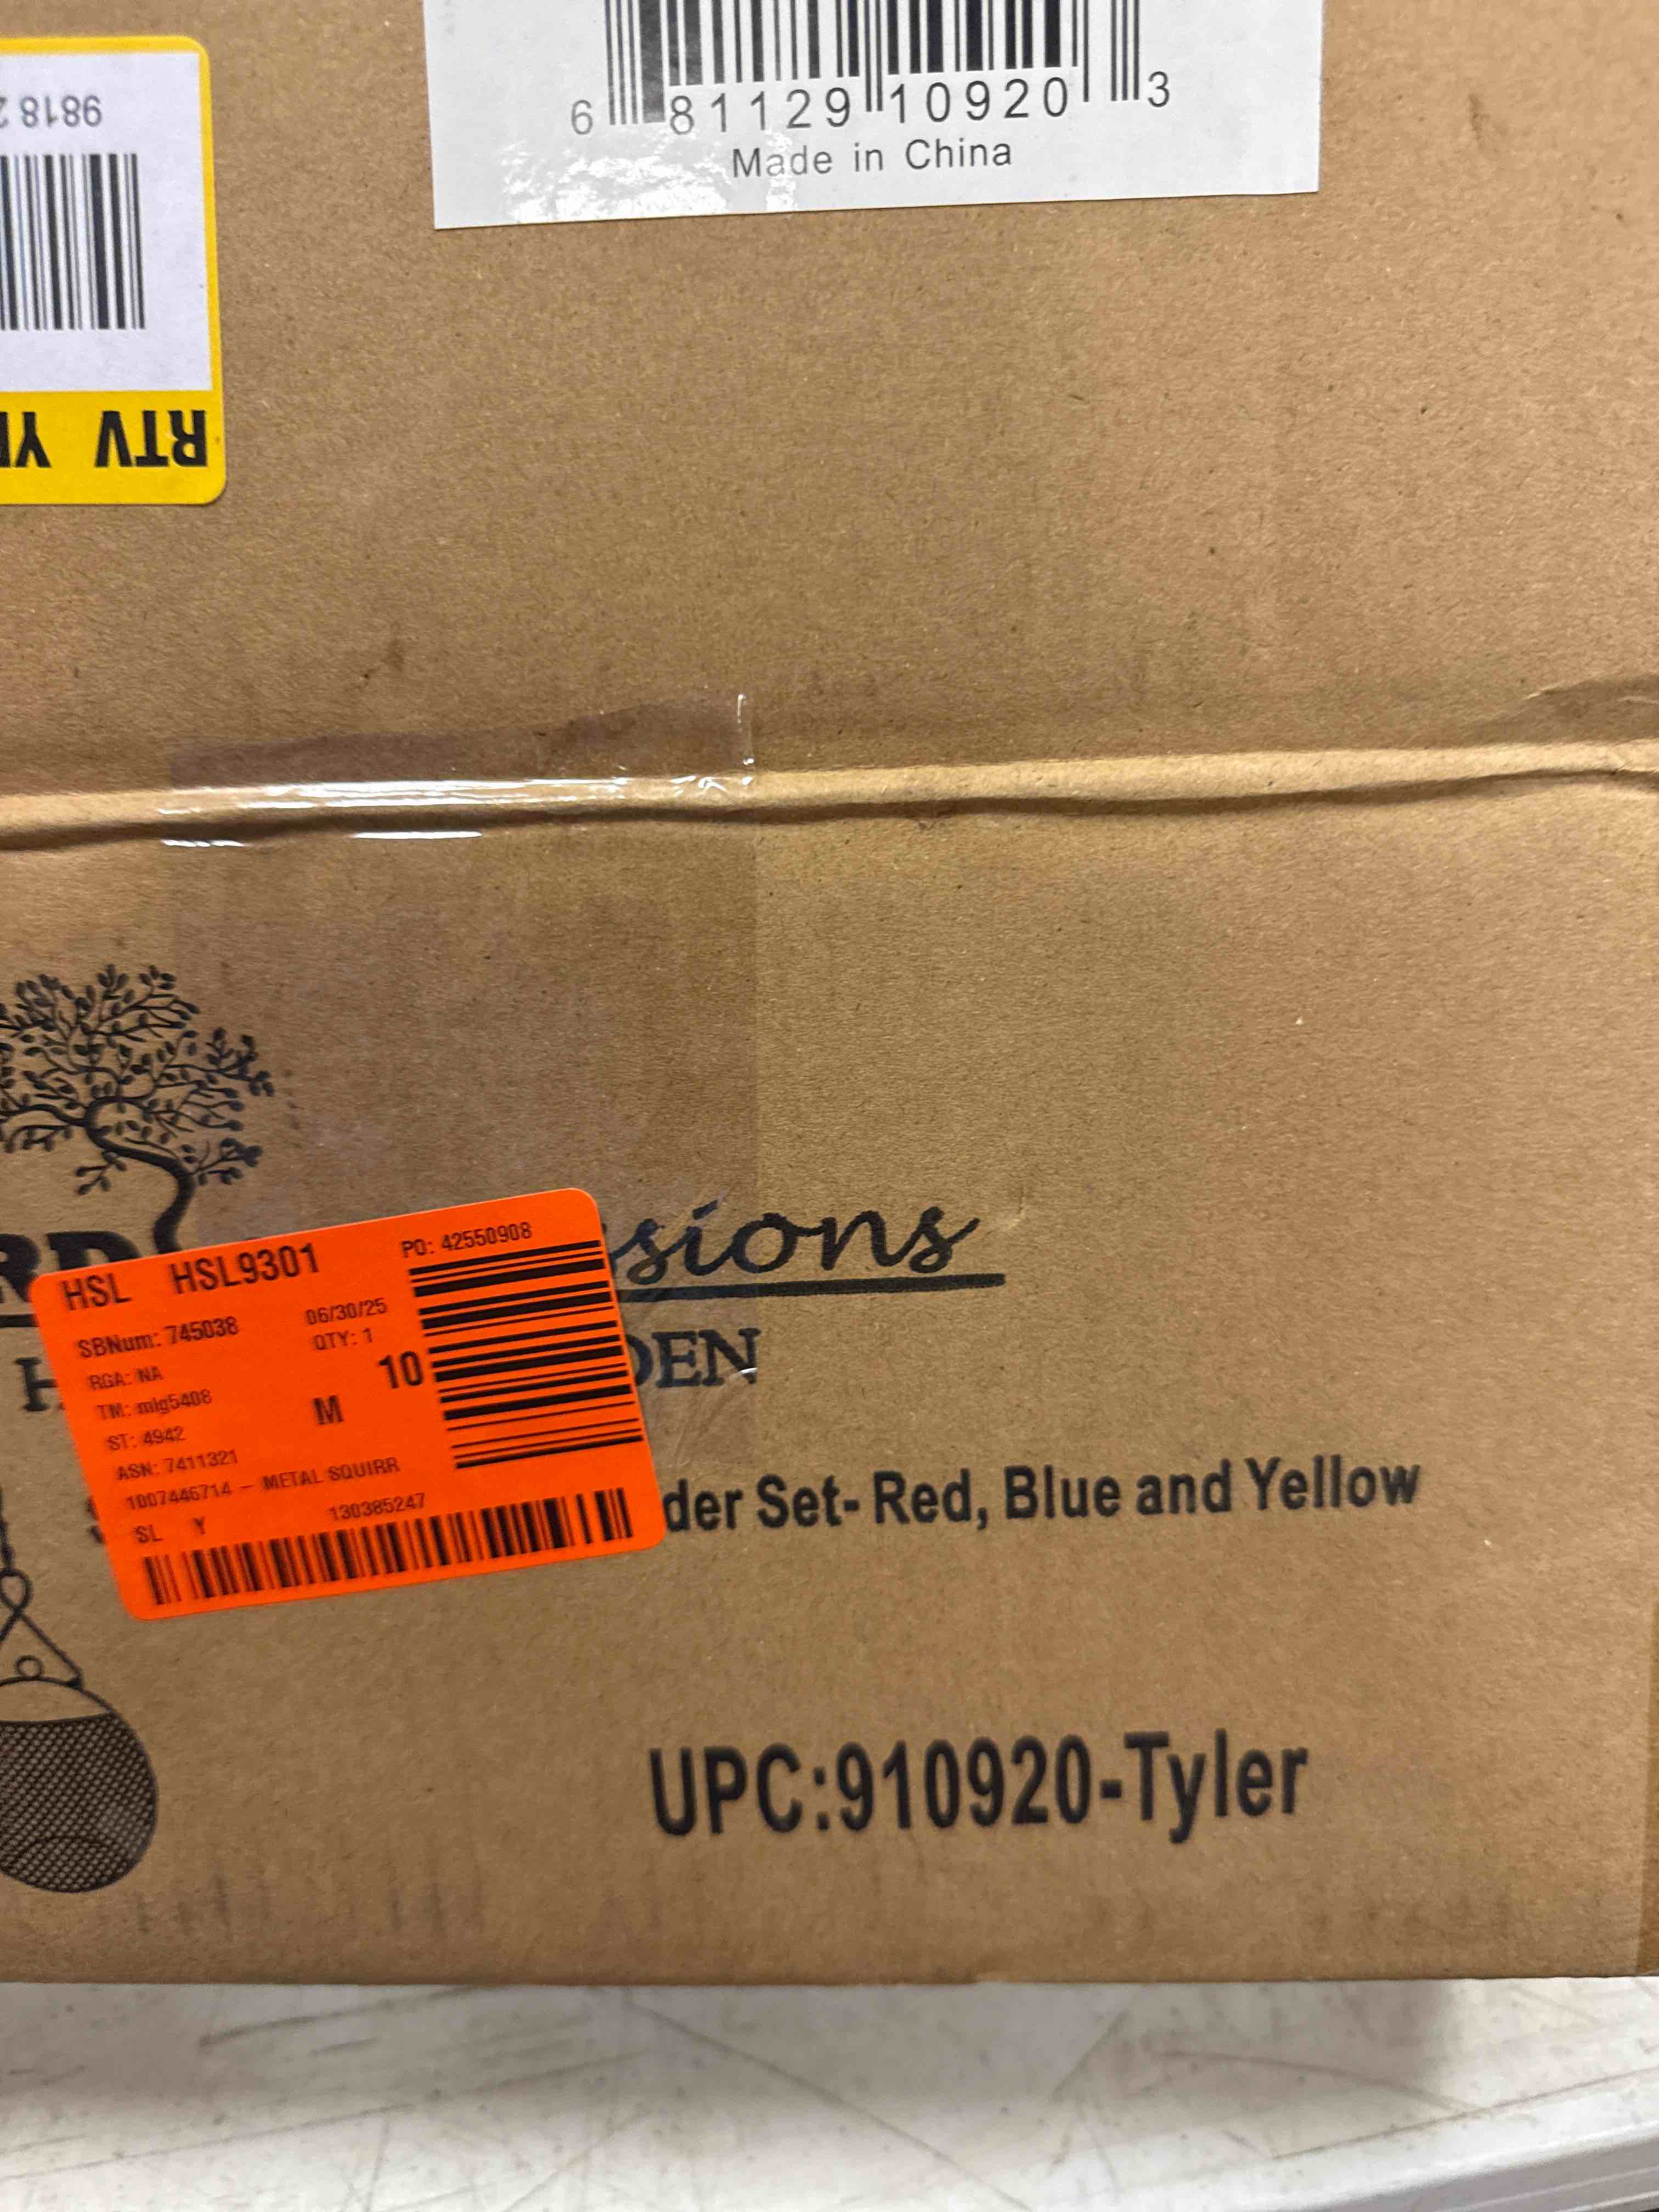 9818
RTV
6 81129 10920 3
Made in China
sions
DEN
HSL HSL9301
PO: 42550908
SBNum: 745038
06/30/25
RGA: NA
QTY: 1
TM: mlg5408
10
ST: 4942
M
ASN: 7411321
1007446714 - METAL SQUIRR
SL Y
130385247
der Set- Red, Blue and Yellow
UPC:910920-Tyler